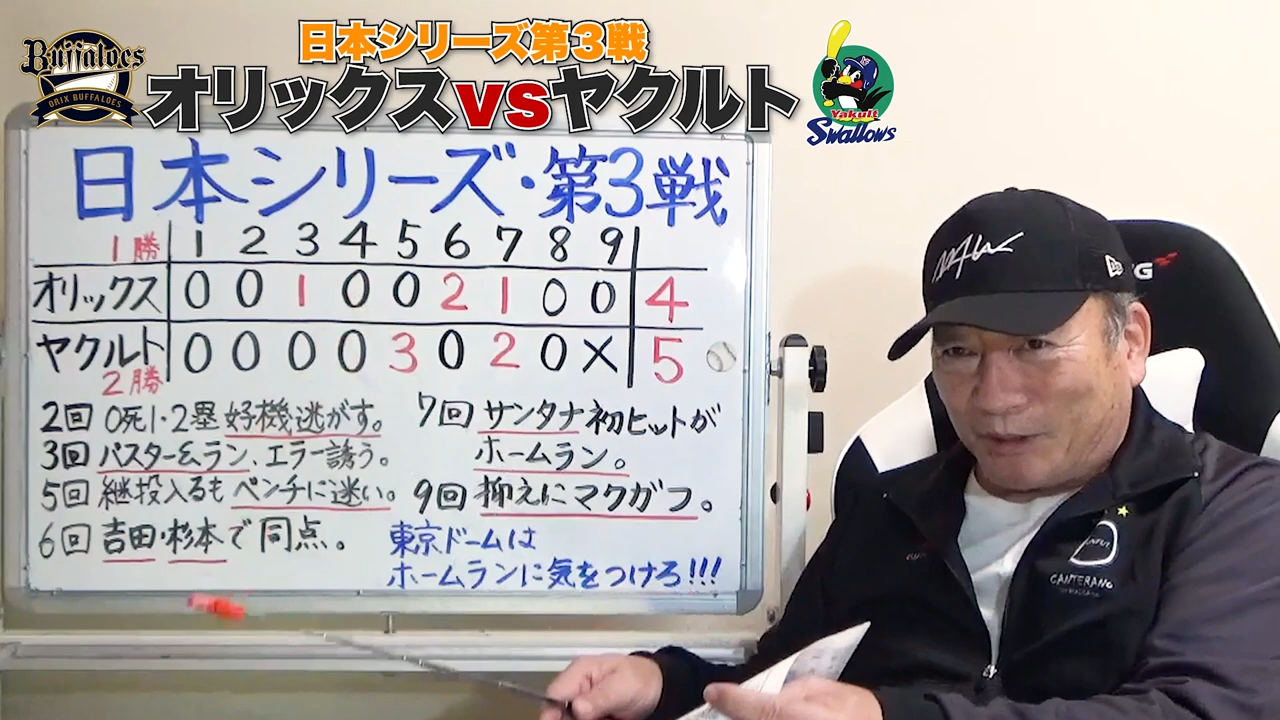 日本シリーズ第3戦
オリックスvsヤクルト
Buffaloes
ORIX BUFFALOES
Yakult
Swallows
日本シリーズ・第3戦
1勝 1 2 3 4 5 6 7 8 9
オリックス 0 0 1 0 0 2 1 0 0 4
ヤクルト 0 0 0 0 3 0 2 0 X 5
2勝
2回 0死1・2塁 好機逃がす。
3回 バスター&ラン、エラー誘う。
5回 継投入るもベンチに迷い。
6回 吉田・杉本で同点。
7回 サンタナ初ヒットが
ホームラン。
9回 抑えにマクガフ。
東京ドームは
ホームランに気をつけろ!!!
CANTERANO